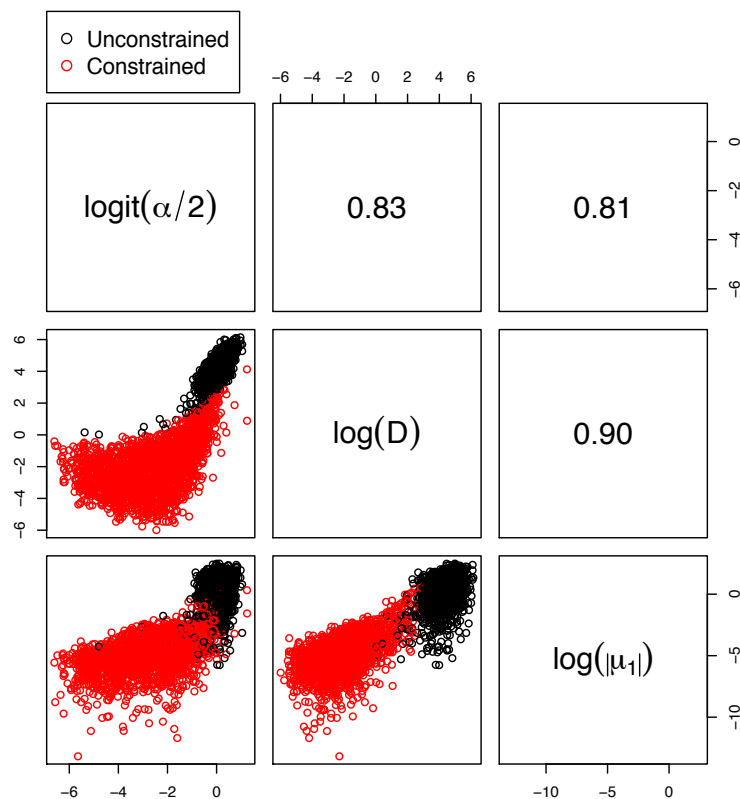 Unconstrained
Constrained
−6 −4 −2 0 2 4 6
logit(α/2)
0.83
0.81
0
−2
−4
−6
6
4
2
0
−2
−4
−6
log(D)
0.90
log(|μ₁|)
0
−5
−10
−6 −4 −2 0
−10 −5 0